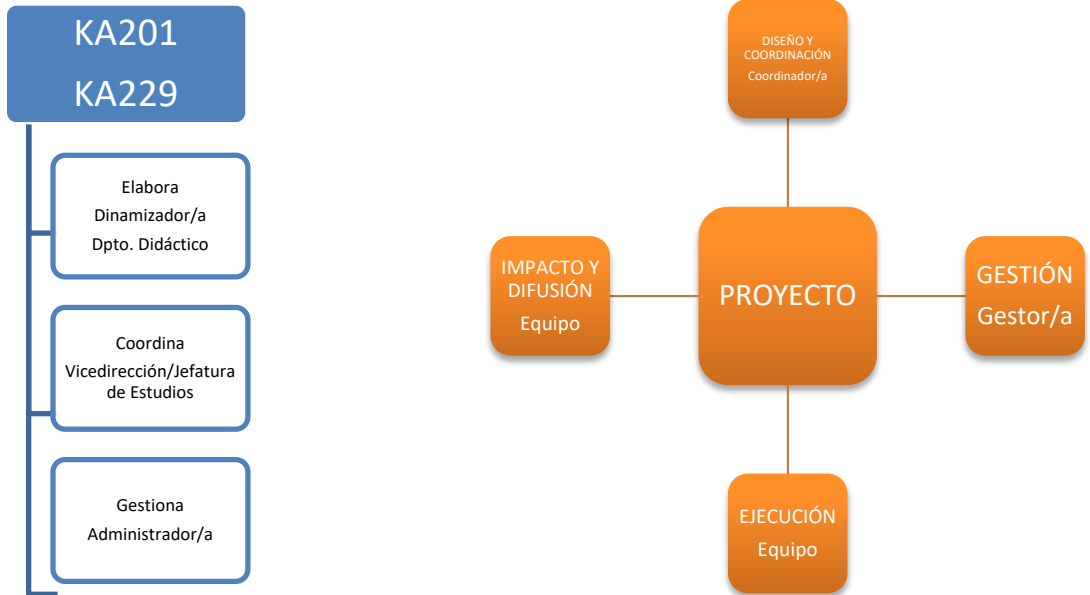 KA201
KA229
Elabora
Dinamizador/a
Dpto. Didáctico
Coordina
Vicedirección/Jefatura
de Estudios
Gestiona
Administrador/a
DISEÑO Y
COORDINACIÓN
Coordinador/a
IMPACTO Y
DIFUSIÓN
Equipo
PROYECTO
GESTIÓN
Gestor/a
EJECUCIÓN
Equipo